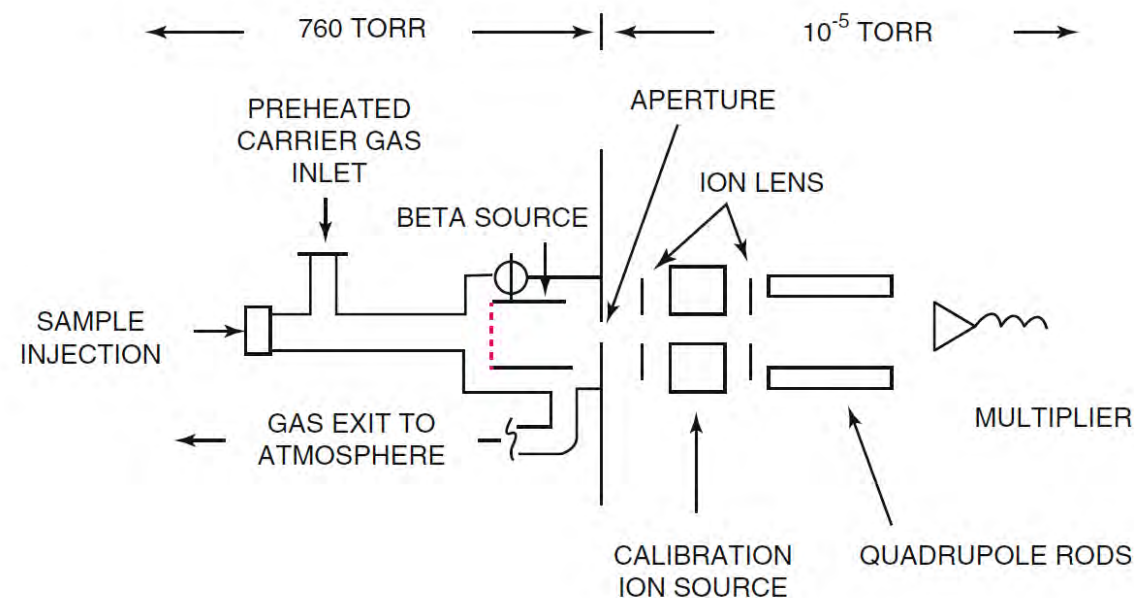 760 TORR
10⁻⁵ TORR
PREHEATED
CARRIER GAS
INLET
APERTURE
ION LENS
BETA SOURCE
SAMPLE
INJECTION
GAS EXIT TO
ATMOSPHERE
MULTIPLIER
CALIBRATION
ION SOURCE
QUADRUPOLE RODS